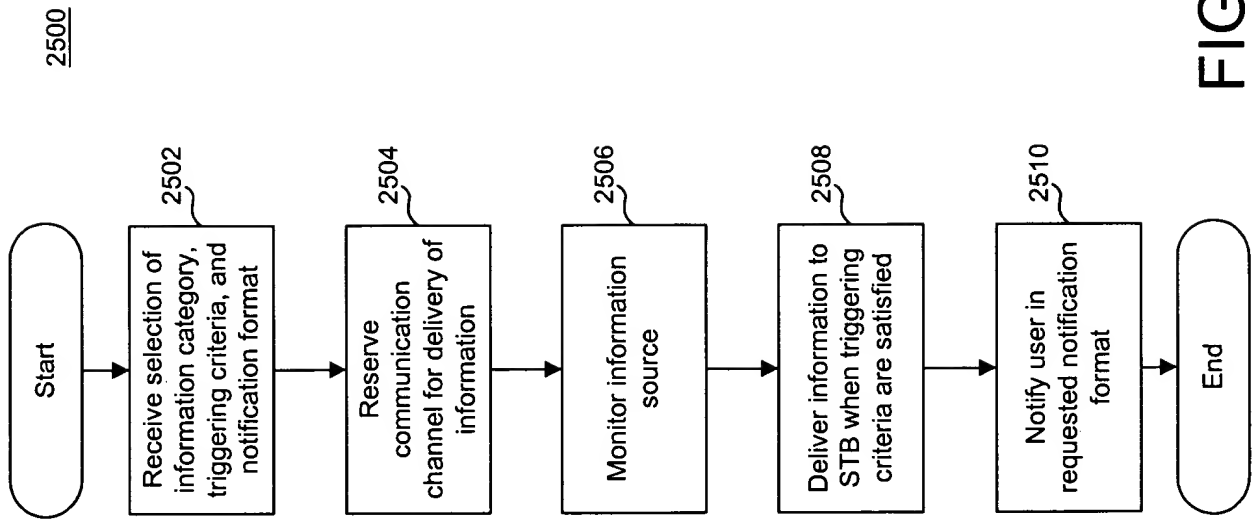 2500
Start
2502
Receive selection of
information category,
triggering criteria, and
notification format
2504
Reserve
communication
channel for delivery of
information
2506
Monitor information
source
2508
Deliver information to
STB when triggering
criteria are satisfied
2510
Notify user in
requested notification
format
End
FIG